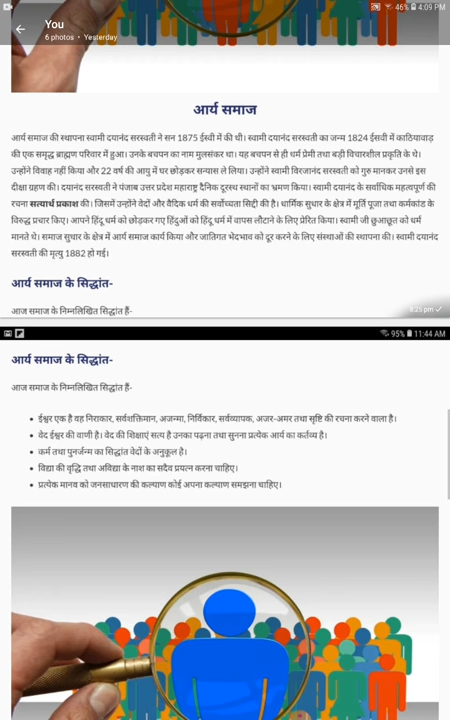 46% 4:09 PM
You
6 photos • Yesterday
आर्य समाज
आर्य समाज की स्थापना स्वामी दयानंद सरस्वती ने सन 1875 ईस्वी में की थी। स्वामी दयानंद सरस्वती का जन्म 1824 ईसवी में काठियावाड़
की एक समृद्ध ब्राह्मण परिवार में हुआ। उनके बचपन का नाम मुलसंकर था। यह बचपन से ही धर्म प्रेमी तथा बड़ी विचारशील प्रकृति के थे।
उन्होंने विवाह नहीं किया और 22 वर्ष की आयु में घर छोड़कर सन्यास ले लिया। उन्होंने स्वामी विरजानंद सरस्वती को गुरु मानकर उनसे इस
दीक्षा ग्रहण की। दयानंद सरस्वती ने पंजाब उत्तर प्रदेश महाराष्ट्र दैनिक दूरस्थ स्थानों का भ्रमण किया। स्वामी दयानंद के सर्वाधिक महत्वपूर्ण की
रचना सत्यार्थ प्रकाश की। जिसमें उन्होंने वेदों और वैदिक धर्म की सर्वोच्चता सिद्दी की है। धार्मिक सुधार के क्षेत्र में मूर्ति पूजा तथा कर्मकांड के
विरुद्ध प्रचार किए। आपने हिंदू धर्म को छोड़कर गए हिंदुओं को हिंदू धर्म में वापस लौटाने के लिए प्रेरित किया। स्वामी जी छुआछूत को धर्म
मानते थे। समाज सुधार के क्षेत्र में आर्य समाज कार्य किया और जातिगत भेदभाव को दूर करने के लिए संस्थाओं की स्थापना की। स्वामी दयानंद
सरस्वती की मृत्यु 1882 हो गई।
आर्य समाज के सिद्धांत-
आज समाज के निम्नलिखित सिद्धांत हैं-
8:25 pm
95% 11:44 AM
आर्य समाज के सिद्धांत-
आज समाज के निम्नलिखित सिद्धांत हैं-
• ईश्वर एक है वह निराकार, सर्वशक्तिमान, अजन्मा, निर्विकार, सर्वव्यापक, अजर-अमर तथा सृष्टि की रचना करने वाला है।
• वेद ईश्वर की वाणी है। वेद की शिक्षाएं सत्य है उनका पढ़ना तथा सुनना प्रत्येक आर्य का कर्तव्य है।
• कर्म तथा पुनर्जन्म का सिद्धांत वेदों के अनुकूल है।
• विद्या की वृद्धि तथा अविद्या के नाश का सदैव प्रयत्न करना चाहिए।
• प्रत्येक मानव को जनसाधारण की कल्याण कोई अपना कल्याण समझना चाहिए।